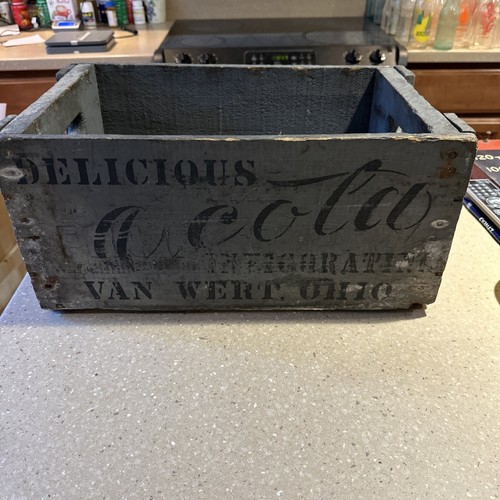 DELICIOUS
cola
INVIGORATING
VAN WERT. OHIO